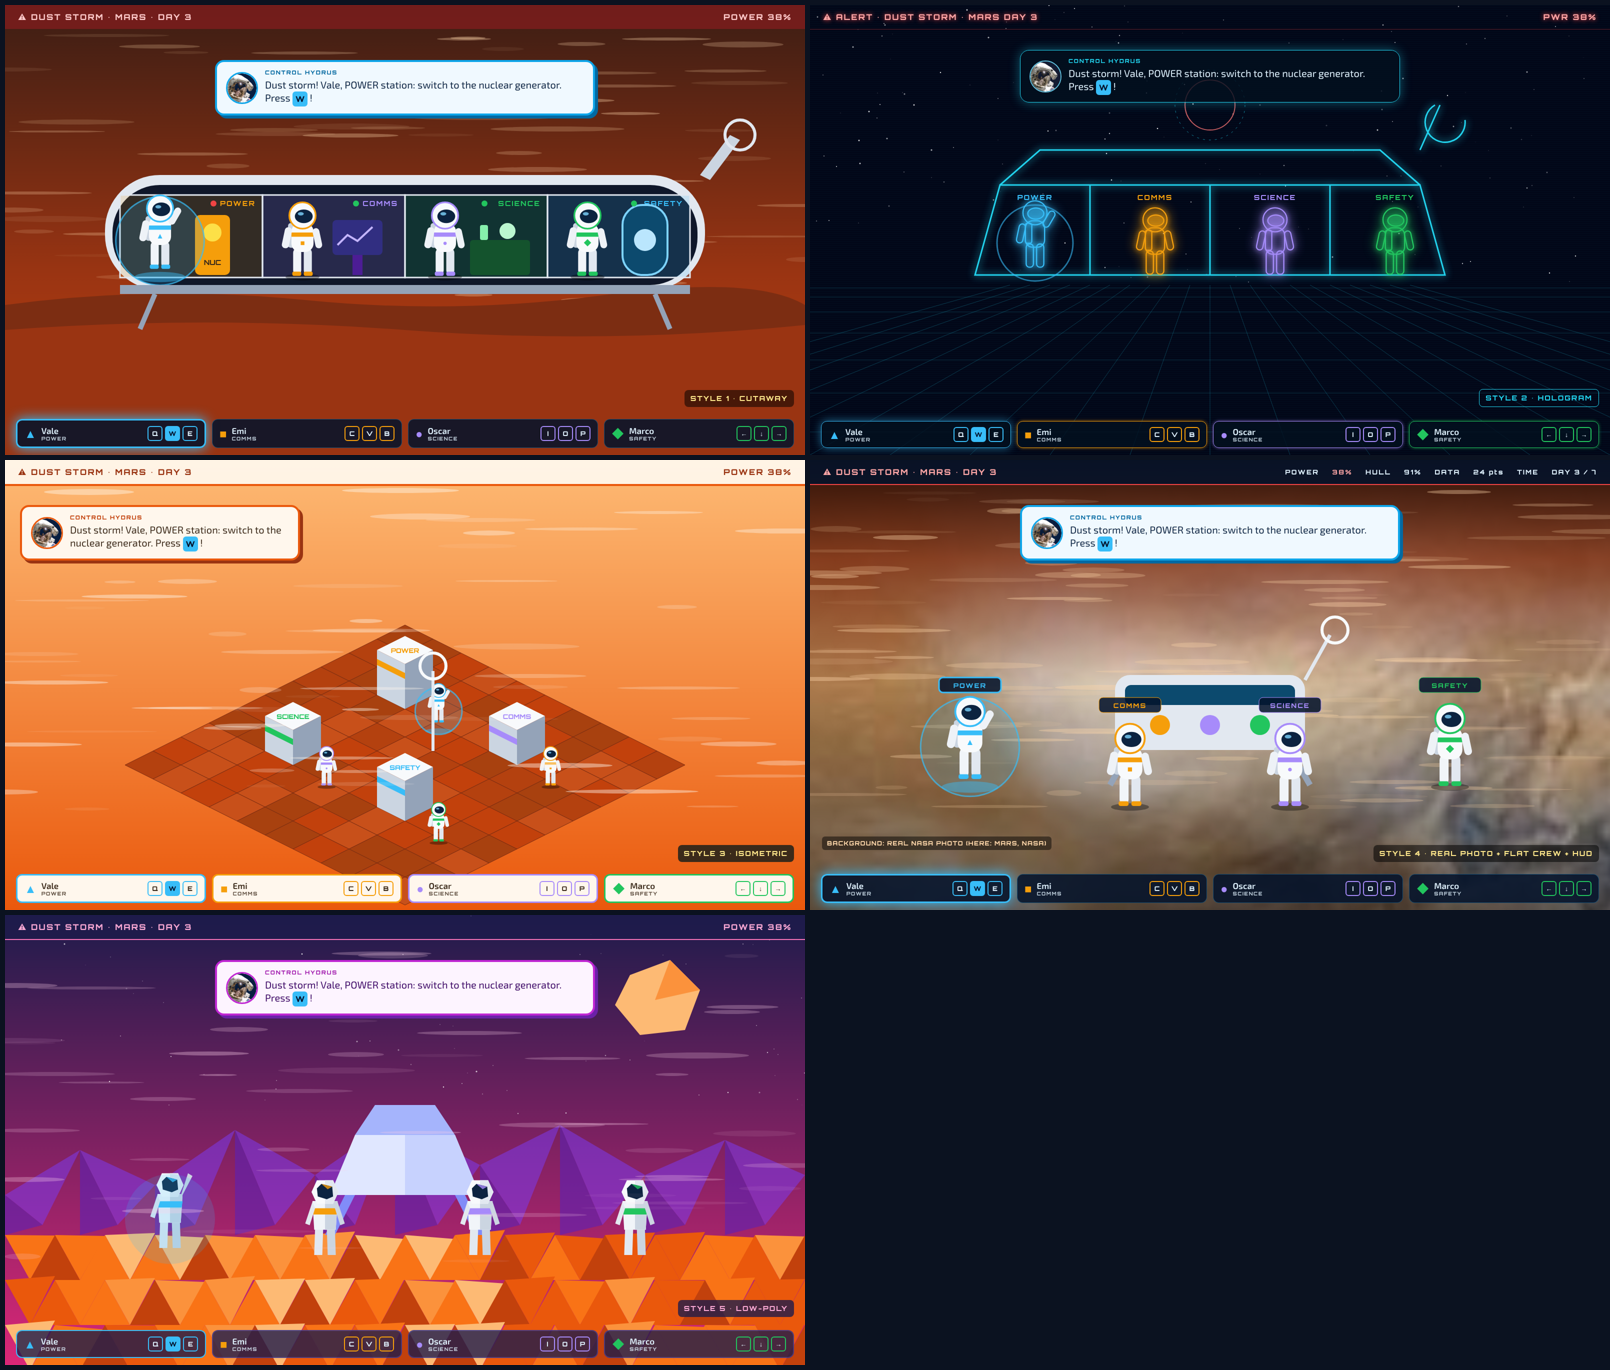 ⚠ DUST STORM · MARS · DAY 3
POWER 38%
CONTROL HYDRUS
Dust storm! Vale, POWER station: switch to the nuclear generator.
Press W !
POWER
COMMS
SCIENCE
SAFETY
NUC
STYLE 1 · CUTAWAY
Vale
POWER
Q W E
Emi
COMMS
C V B
Oscar
SCIENCE
I O P
Marco
SAFETY
← ↓ →
⚠ ALERT · DUST STORM · MARS DAY 3
PWR 38%
CONTROL HYDRUS
Dust storm! Vale, POWER station: switch to the nuclear generator.
Press W !
POWER
COMMS
SCIENCE
SAFETY
STYLE 2 · HOLOGRAM
Vale
POWER
Q W E
Emi
COMMS
C V B
Oscar
SCIENCE
I O P
Marco
SAFETY
← ↓ →
⚠ DUST STORM · MARS · DAY 3
POWER 38%
CONTROL HYDRUS
Dust storm! Vale, POWER station: switch to the
nuclear generator. Press W !
POWER
SCIENCE
COMMS
SAFETY
STYLE 3 · ISOMETRIC
Vale
POWER
Q W E
Emi
COMMS
C V B
Oscar
SCIENCE
I O P
Marco
SAFETY
← ↓ →
⚠ DUST STORM · MARS · DAY 3
POWER 38% HULL 91% DATA 24 pts TIME DAY 3 / 7
CONTROL HYDRUS
Dust storm! Vale, POWER station: switch to the nuclear generator.
Press W !
POWER
SAFETY
COMMS
SCIENCE
BACKGROUND: REAL NASA PHOTO (HERE: MARS, NASA)
STYLE 4 · REAL PHOTO + FLAT CREW + HUD
Vale
POWER
Q W E
Emi
COMMS
C V B
Oscar
SCIENCE
I O P
Marco
SAFETY
← ↓ →
⚠ DUST STORM · MARS · DAY 3
POWER 38%
CONTROL HYDRUS
Dust storm! Vale, POWER station: switch to the nuclear generator.
Press W !
STYLE 5 · LOW-POLY
Vale
POWER
Q W E
Emi
COMMS
C V B
Oscar
SCIENCE
I O P
Marco
SAFETY
← ↓ →